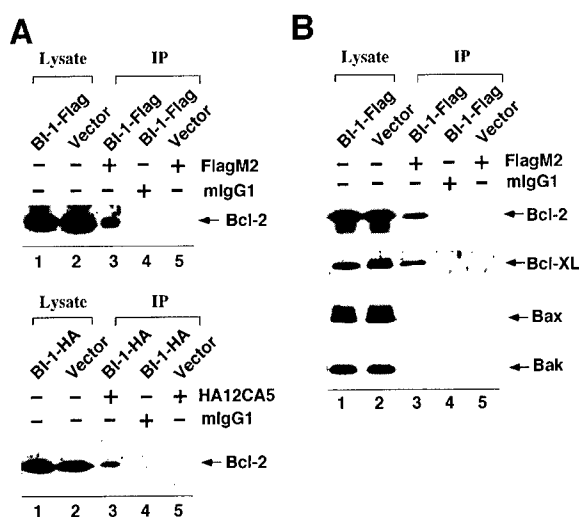 A
Lysate IP
BI-1-Flag Vector BI-1-Flag BI-1-Flag Vector
– – + – + FlagM2
– – – + – mIgG1
← Bcl-2
1 2 3 4 5
Lysate IP
BI-1-HA Vector BI-1-HA BI-1-HA Vector
– – + – + HA12CA5
– – – + – mIgG1
← Bcl-2
1 2 3 4 5
B
Lysate IP
BI-1-Flag Vector BI-1-Flag BI-1-Flag Vector
– – + – + FlagM2
– – – + – mIgG1
← Bcl-2
← Bcl-XL
← Bax
← Bak
1 2 3 4 5